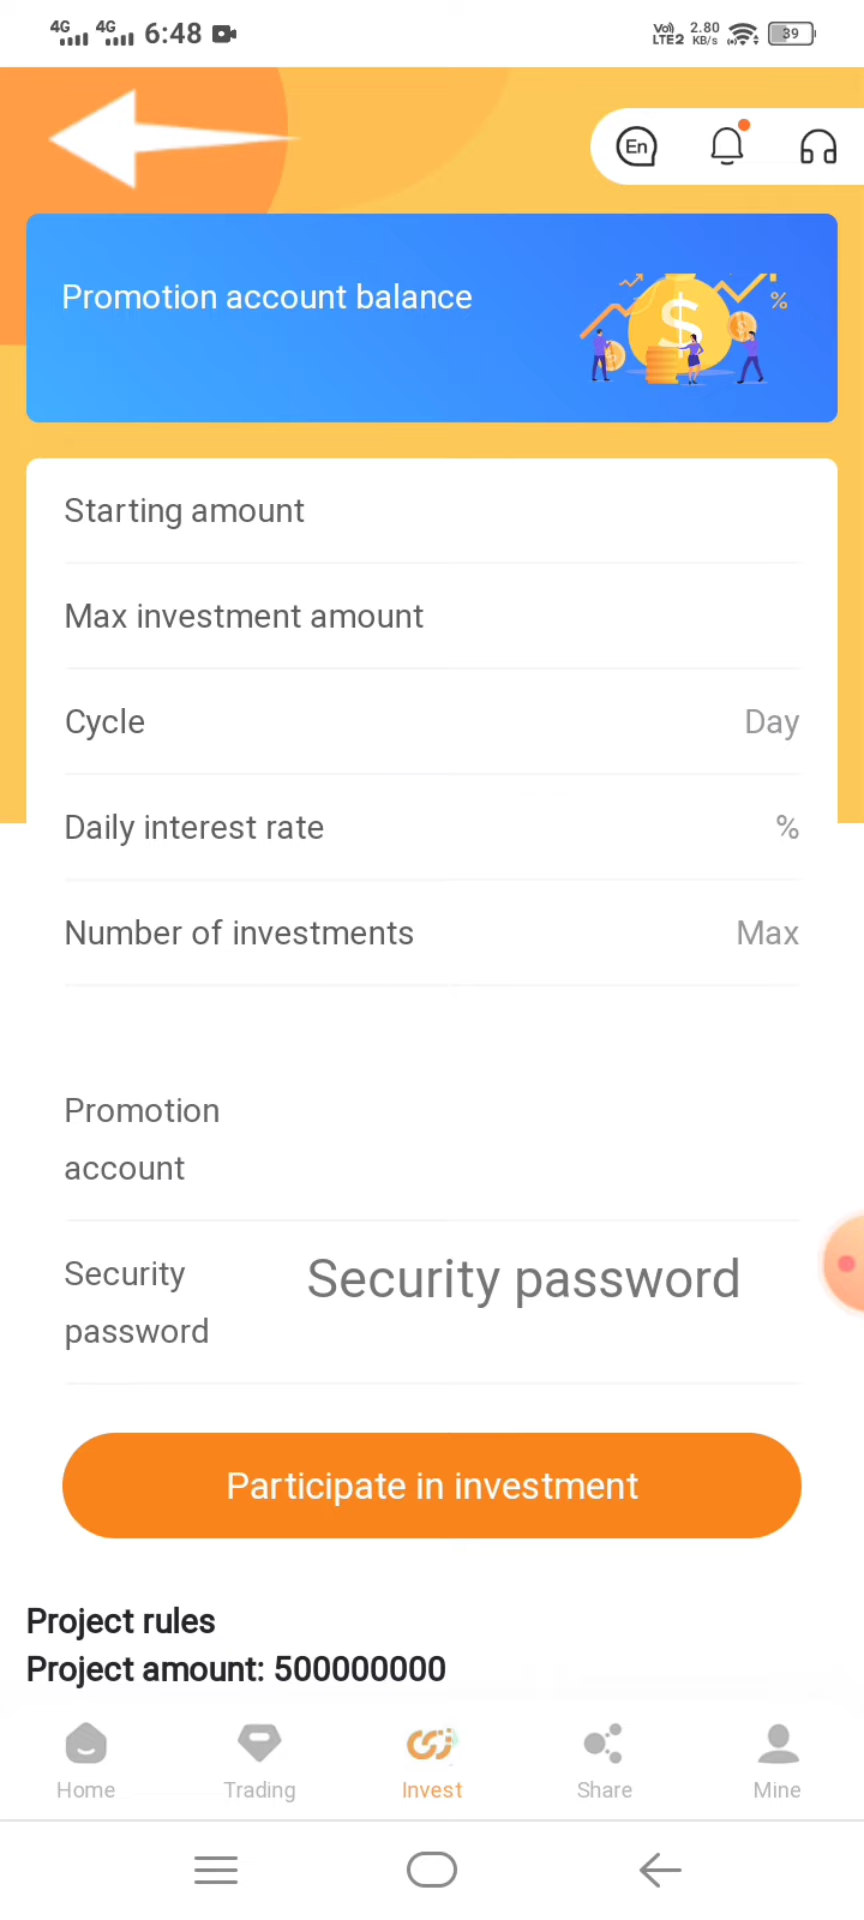 4G 4G 6:48 Vo)) LTE2 2.80 KB/s 39
En
Promotion account balance
$ %
Starting amount
Max investment amount
Cycle Day
Daily interest rate %
Number of investments Max
Promotion
account
Security
password
Security password
Participate in investment
Project rules
Project amount: 500000000
Home Trading Invest Share Mine